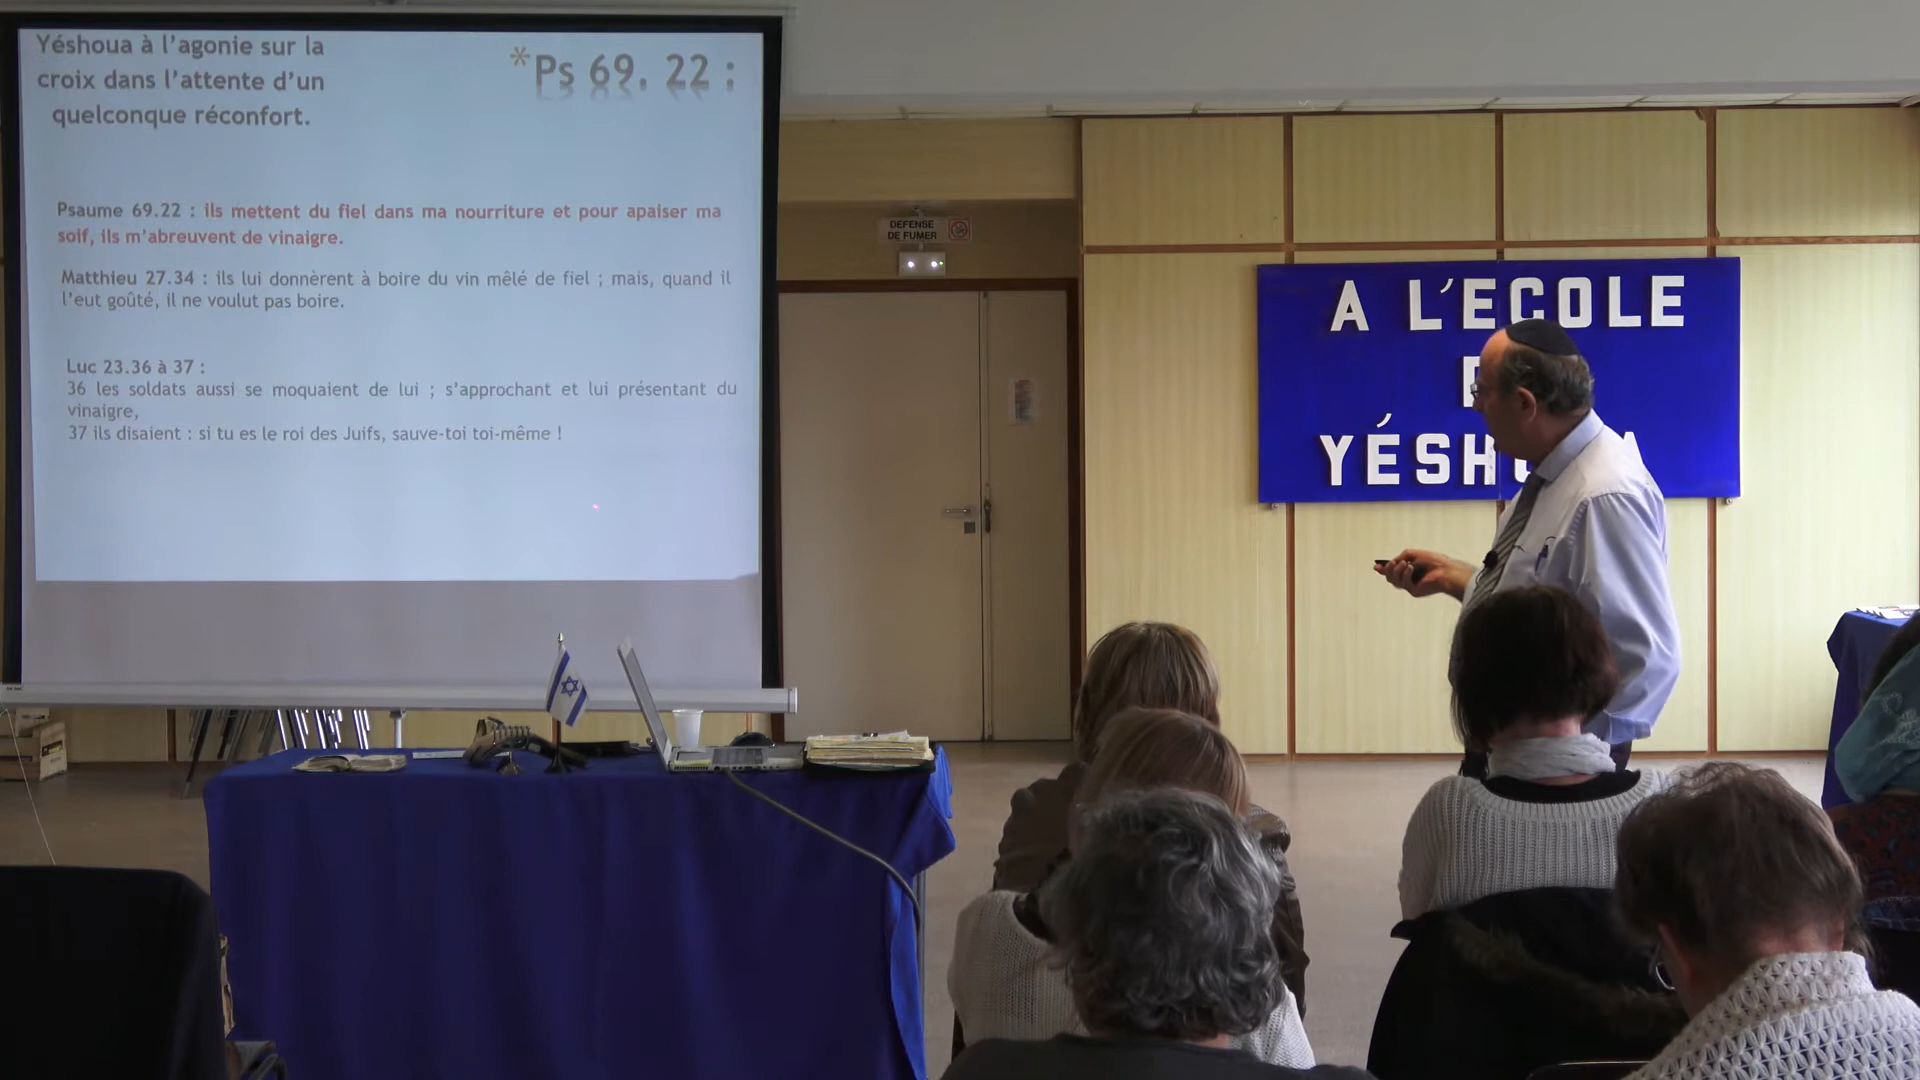 Yéshoua à l'agonie sur la
croix dans l'attente d'un
quelconque réconfort.
*Ps 69. 22 :
Psaume 69.22 : ils mettent du fiel dans ma nourriture et pour apaiser ma
soif, ils m'abreuvent de vinaigre.
Matthieu 27.34 : ils lui donnèrent à boire du vin mêlé de fiel ; mais, quand il
l'eut goûté, il ne voulut pas boire.
Luc 23.36 à 37 :
36 les soldats aussi se moquaient de lui ; s'approchant et lui présentant du
vinaigre,
37 ils disaient : si tu es le roi des Juifs, sauve-toi toi-même !
DEFENSE
DE FUMER
A L'ECOLE